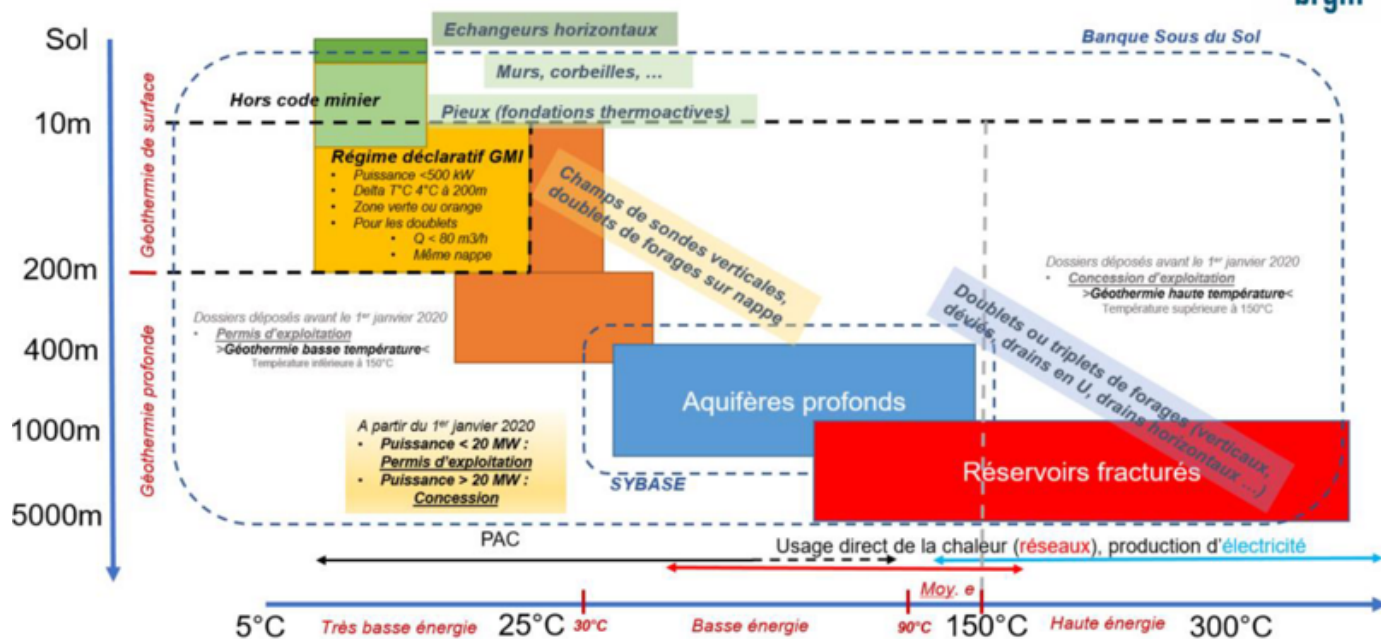 brgm
Sol
Echangeurs horizontaux
Banque Sous du Sol
Murs, corbeilles, ...
Hors code minier
Pieux (fondations thermoactives)
10m
Géothermie de surface
Régime déclaratif GMI
• Puissance <500 kW
• Delta T°C 4°C à 200m
• Zone verte ou orange
• Pour les doublets
• Q < 80 m3/h
• Même nappe
Champs de sondes verticales,
doublets de forages sur nappe
200m
Dossiers déposés avant le 1er janvier 2020
• Concession d'exploitation
>Géothermie haute température<
Température supérieure à 150°C
Dossiers déposés avant le 1er janvier 2020
• Permis d'exploitation
>Géothermie basse température<
Température inférieure à 150°C
Doublets ou triplets de forages (verticaux,
déviés, drains en U, drains horizontaux ...)
400m
Géothermie profonde
Aquifères profonds
1000m
A partir du 1er janvier 2020
• Puissance < 20 MW :
Permis d'exploitation
• Puissance > 20 MW :
Concession
Réservoirs fracturés
SYBASE
5000m
PAC
Usage direct de la chaleur (réseaux), production d'électricité
Moy. e
5°C
Très basse énergie
25°C
30°C
Basse énergie
90°C
150°C
Haute énergie
300°C